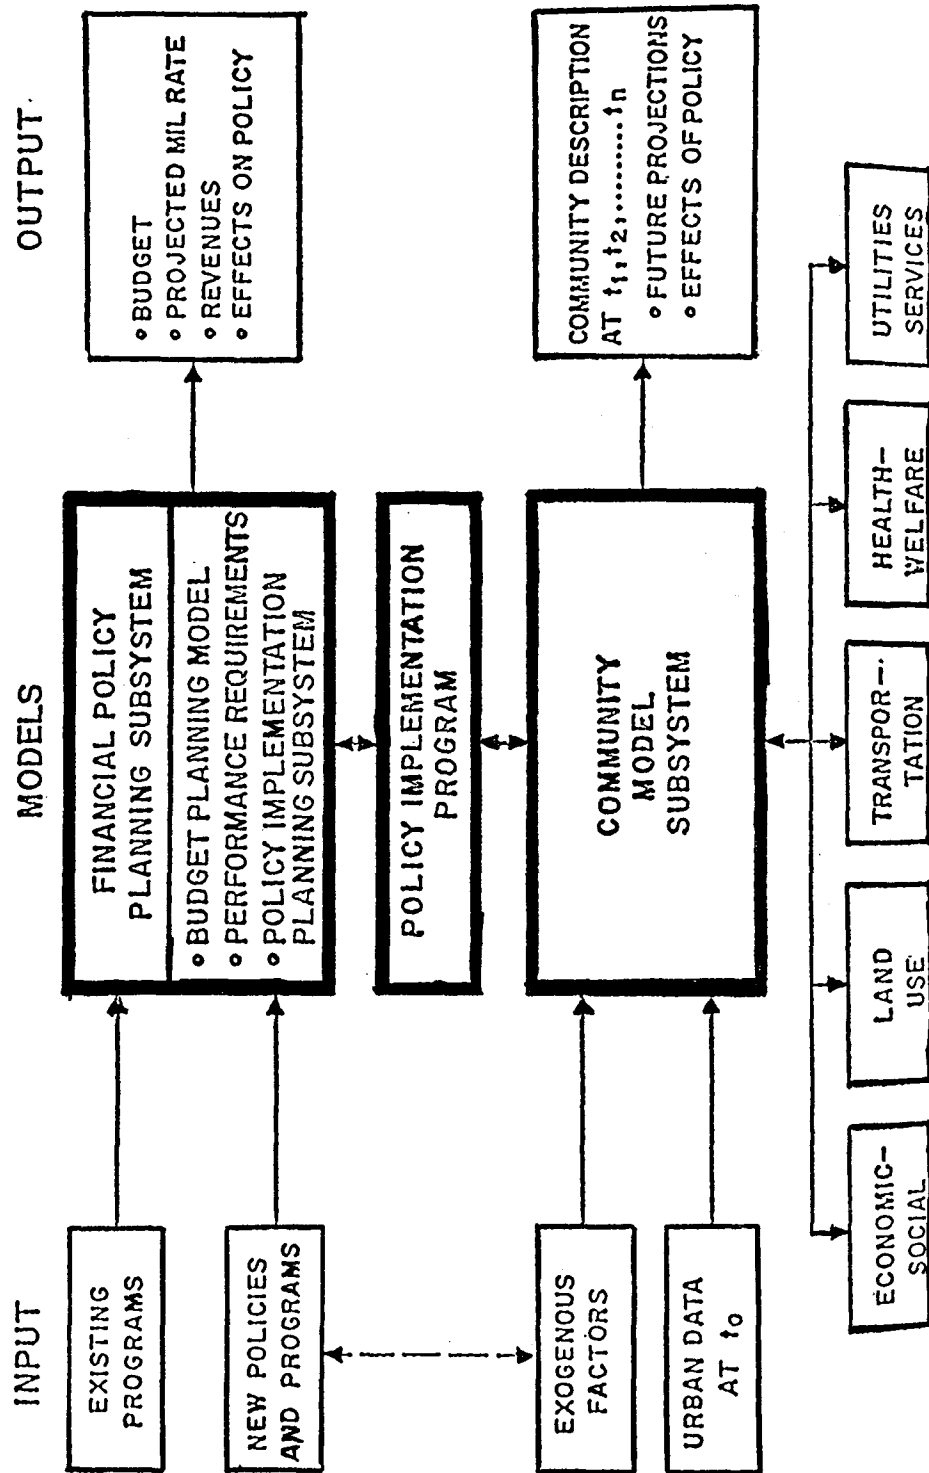 INPUT
MODELS
OUTPUT
EXISTING
PROGRAMS
NEW POLICIES
AND PROGRAMS
EXOGENOUS
FACTORS
URBAN DATA
AT t₀
FINANCIAL POLICY
PLANNING SUBSYSTEM
• BUDGET PLANNING MODEL
• PERFORMANCE REQUIREMENTS
• POLICY IMPLEMENTATION
PLANNING SUBSYSTEM
POLICY IMPLEMENTATION
PROGRAM
COMMUNITY
MODEL
SUBSYSTEM
• BUDGET
• PROJECTED MIL RATE
• REVENUES
• EFFECTS ON POLICY
COMMUNITY DESCRIPTION
AT t₁,t₂,........tₙ
• FUTURE PROJECTIONS
• EFFECTS OF POLICY
ECONOMIC-
SOCIAL
LAND
USE
TRANSPOR-
TATION
HEALTH-
WELFARE
UTILITIES
SERVICES